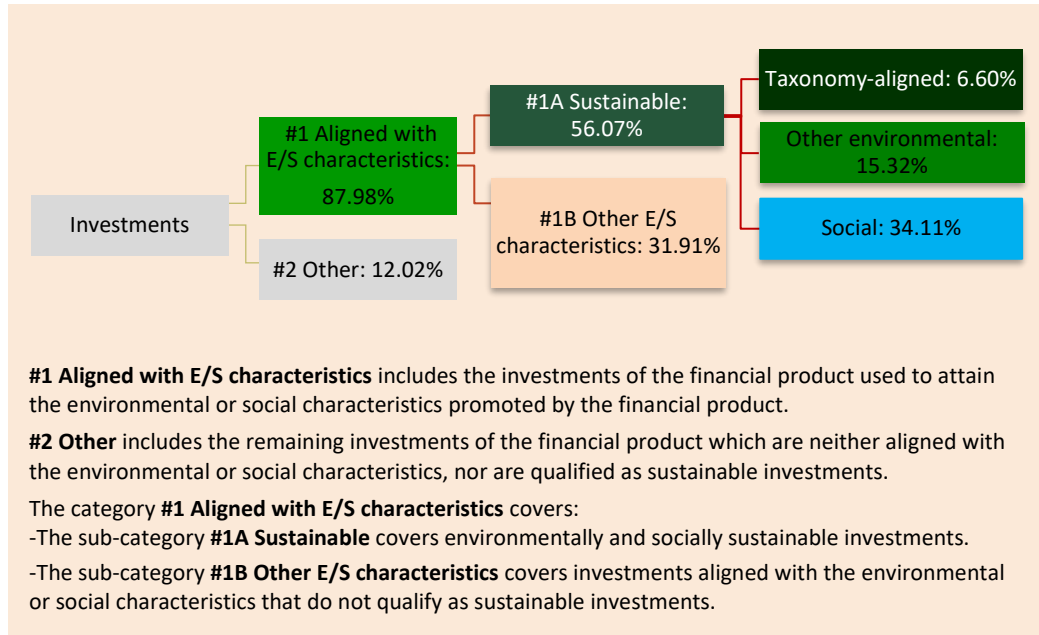 Investments
#1 Aligned with
E/S characteristics:
87.98%
#2 Other: 12.02%
#1A Sustainable:
56.07%
#1B Other E/S
characteristics: 31.91%
Taxonomy-aligned: 6.60%
Other environmental:
15.32%
Social: 34.11%
#1 Aligned with E/S characteristics includes the investments of the financial product used to attain
the environmental or social characteristics promoted by the financial product.
#2 Other includes the remaining investments of the financial product which are neither aligned with
the environmental or social characteristics, nor are qualified as sustainable investments.
The category #1 Aligned with E/S characteristics covers:
-The sub-category #1A Sustainable covers environmentally and socially sustainable investments.
-The sub-category #1B Other E/S characteristics covers investments aligned with the environmental
or social characteristics that do not qualify as sustainable investments.